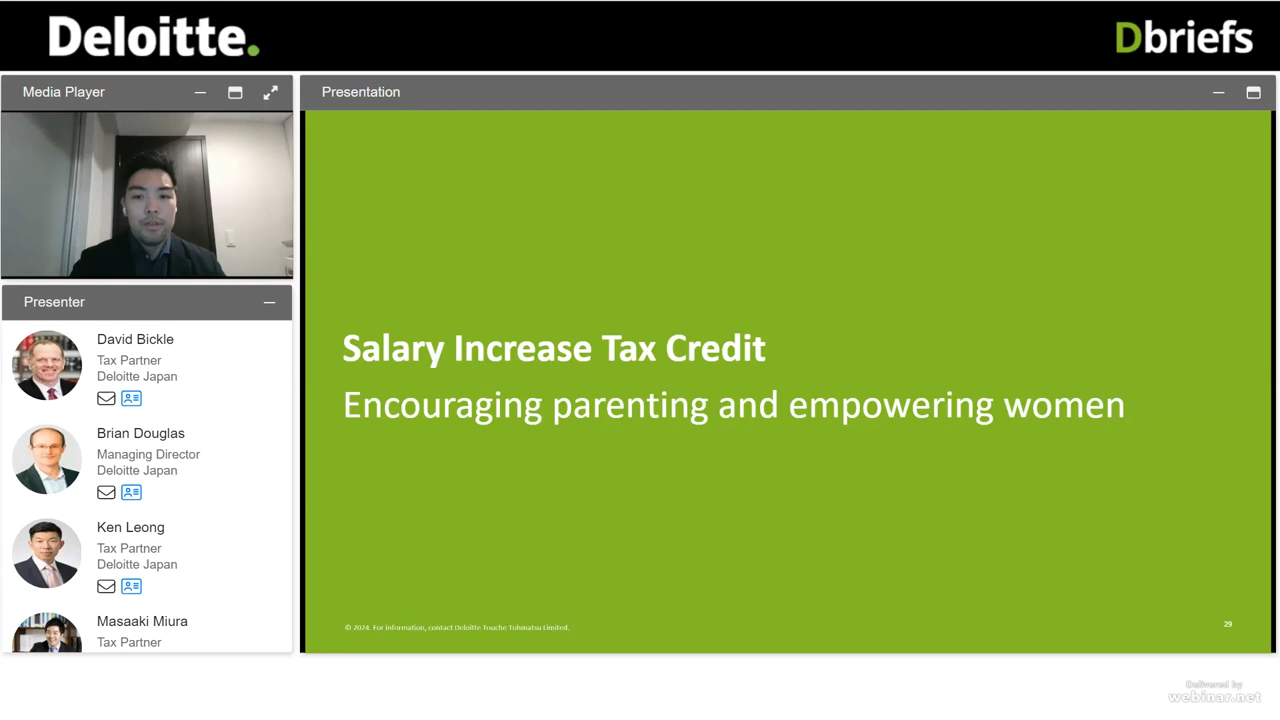 Deloitte.
Dbriefs
Media Player
Presentation
Salary Increase Tax Credit
Encouraging parenting and empowering women
© 2024. For information, contact Deloitte Touche Tohmatsu Limited.
29
Presenter
David Bickle
Tax Partner
Deloitte Japan
Brian Douglas
Managing Director
Deloitte Japan
Ken Leong
Tax Partner
Deloitte Japan
Masaaki Miura
Tax Partner
Delivered by
webinar.net